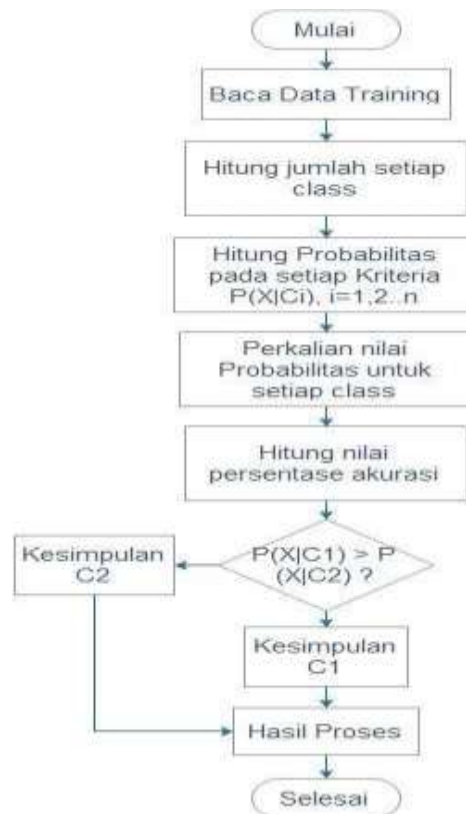 Mulai
Baca Data Training
Hitung jumlah setiap
class
Hitung Probabilitas
pada setiap Kriteria
P(X|Ci), i=1,2..n
Perkalian nilai
Probabilitas untuk
setiap class
Hitung nilai
persentase akurasi
P(X|C1) > P
(X|C2) ?
Kesimpulan
C2
Kesimpulan
C1
Hasil Proses
Selesai